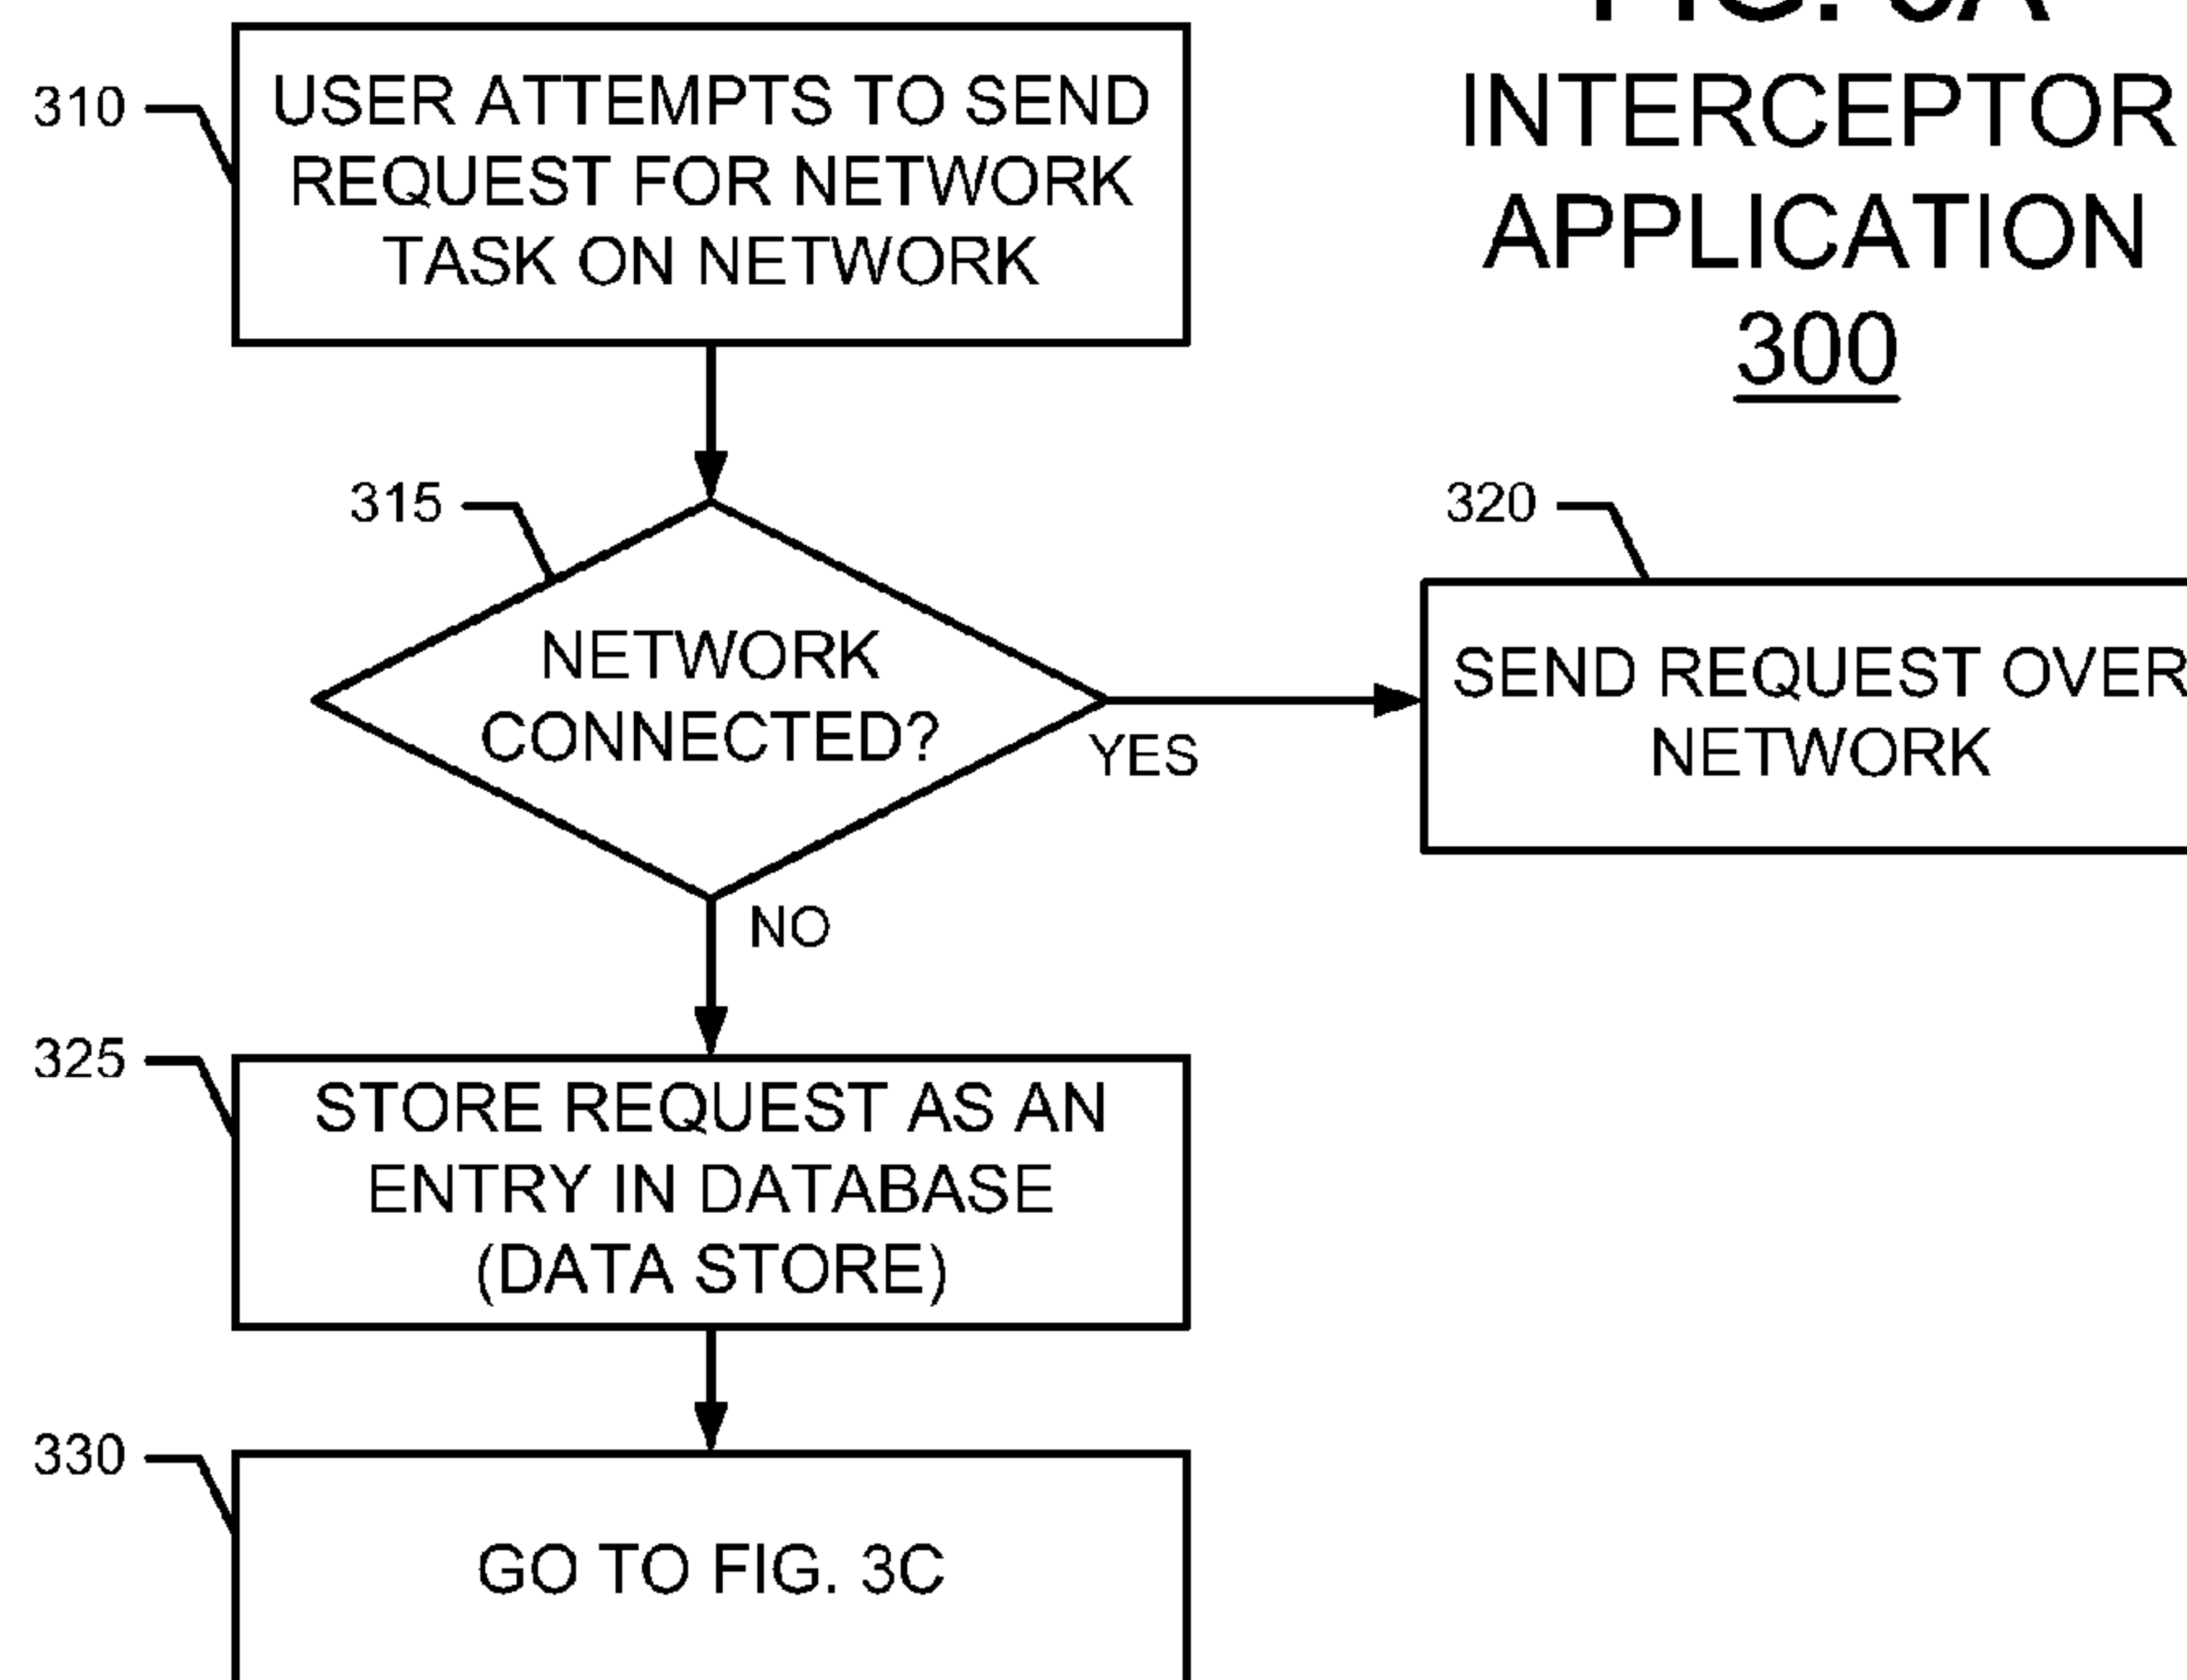 310
USER ATTEMPTS TO SEND
REQUEST FOR NETWORK
TASK ON NETWORK
INTERCEPTOR
APPLICATION
300
315
NETWORK
CONNECTED?
YES
NO
320
SEND REQUEST OVER
NETWORK
325
STORE REQUEST AS AN
ENTRY IN DATABASE
(DATA STORE)
330
GO TO FIG. 3C